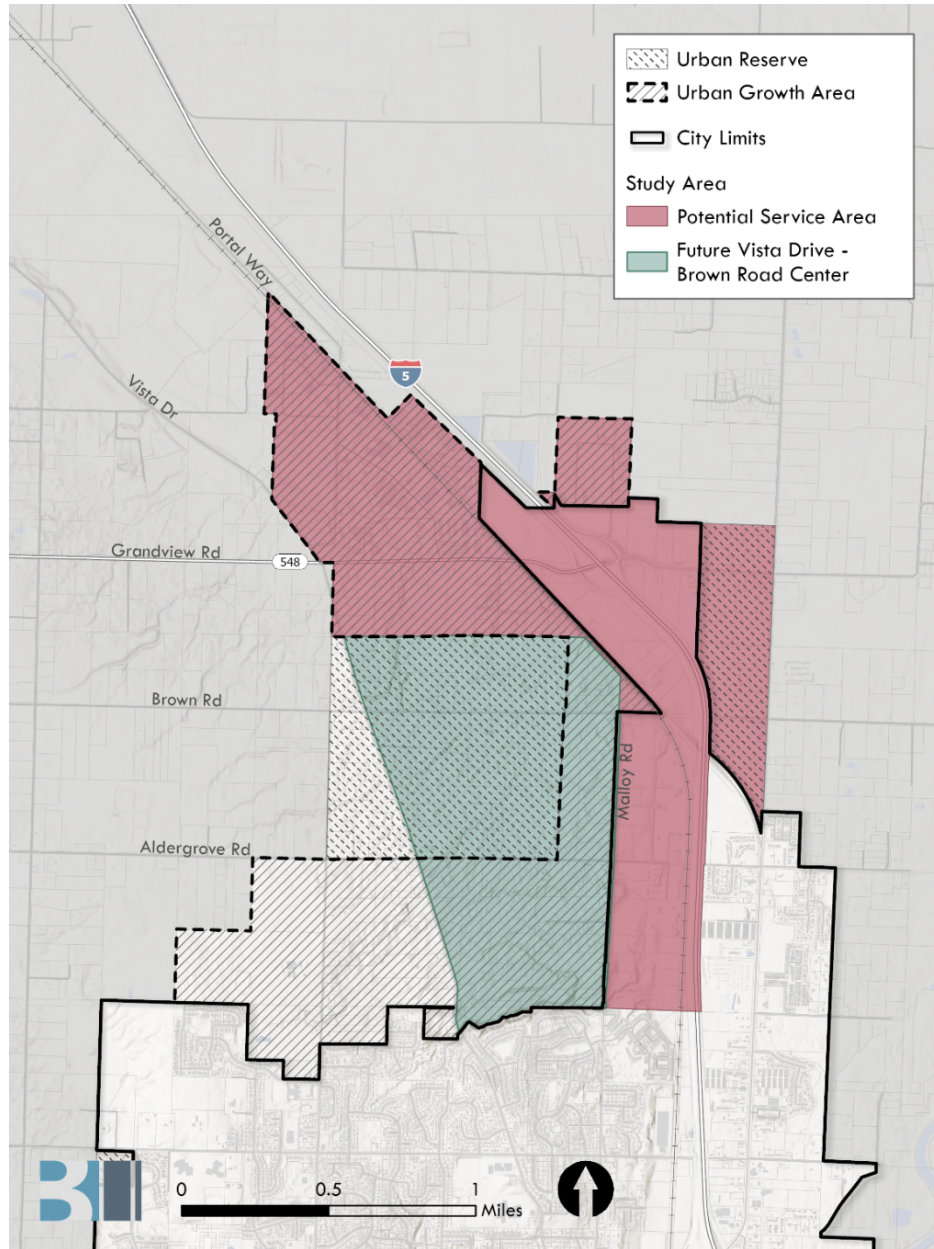 Urban Reserve
Urban Growth Area
City Limits
Study Area
Potential Service Area
Future Vista Drive -
Brown Road Center
Portal Way
5
Vista Dr
Grandview Rd
548
Brown Rd
Malloy Rd
Aldergrove Rd
0
0.5
1
Miles